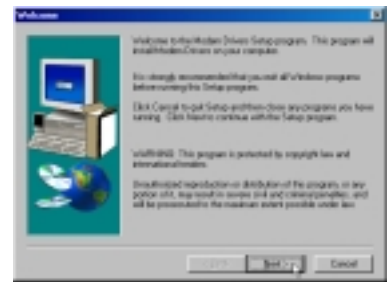 Welcome
Welcome to the Modem Drivers Setup program. This program will
install Modem Drivers on your computer.
It is strongly recommended that you exit all Windows programs
before running this Setup program.
Click Cancel to quit Setup and then close any programs you have
running. Click Next to continue with the Setup program.
WARNING: This program is protected by copyright law and
international treaties.
Unauthorized reproduction or distribution of this program, or any
portion of it, may result in severe civil and criminal penalties, and
will be prosecuted to the maximum extent possible under law.
Next >
Cancel